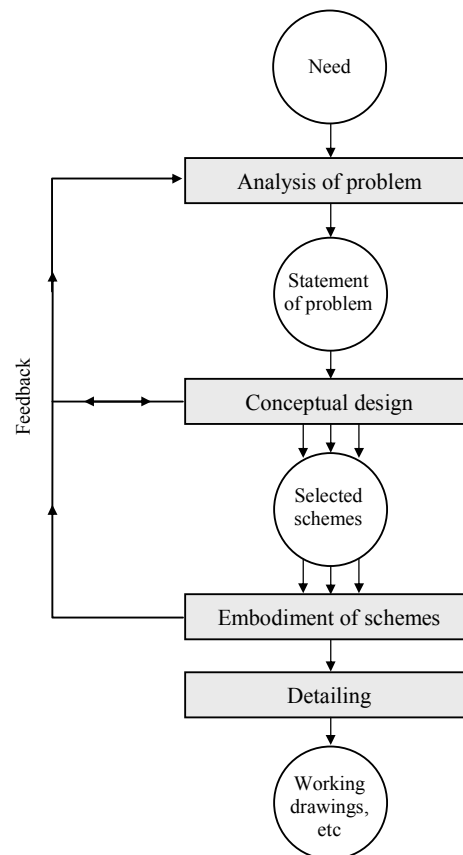 Need
Analysis of problem
Statement
of problem
Feedback
Conceptual design
Selected
schemes
Embodiment of schemes
Detailing
Working
drawings,
etc